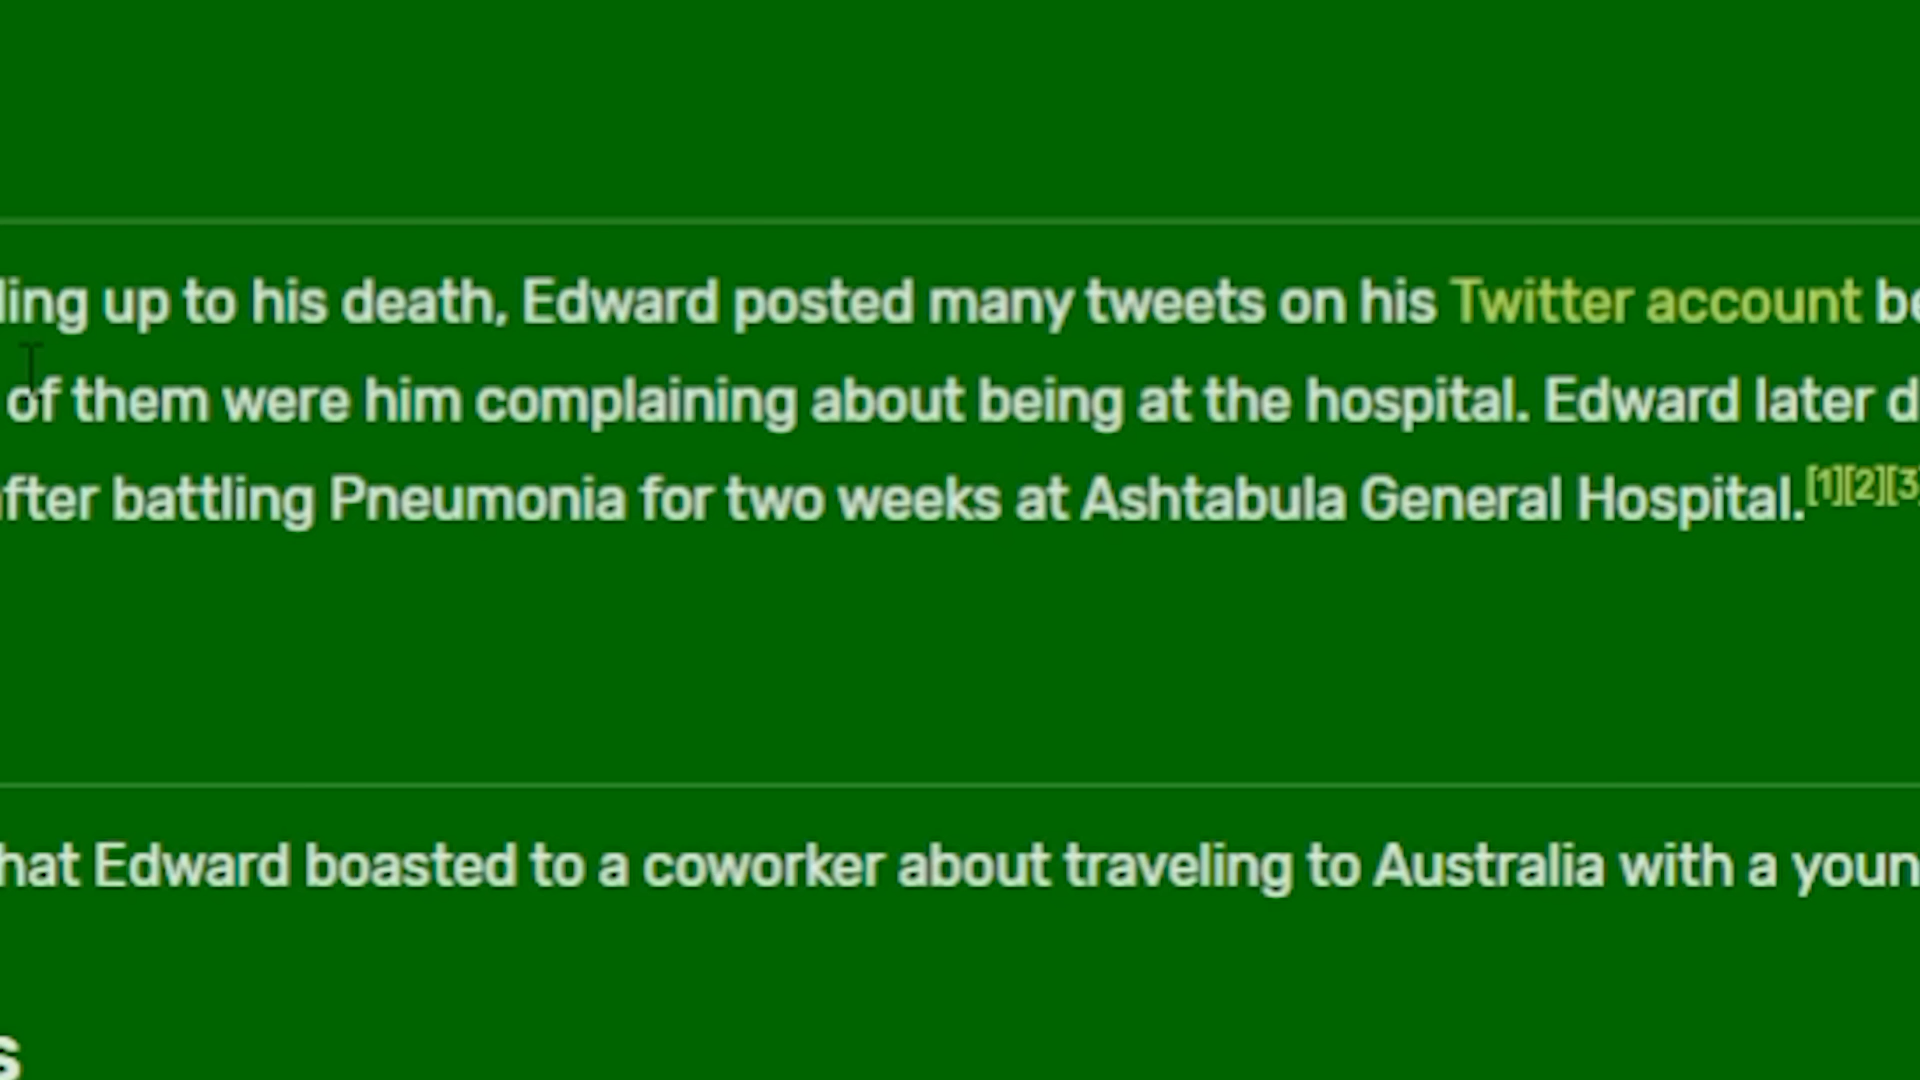 ling up to his death, Edward posted many tweets on his Twitter account
of them were him complaining about being at the hospital. Edward later
after battling Pneumonia for two weeks at Ashtabula General Hospital.[1][2][3
hat Edward boasted to a coworker about traveling to Australia with a youn
s